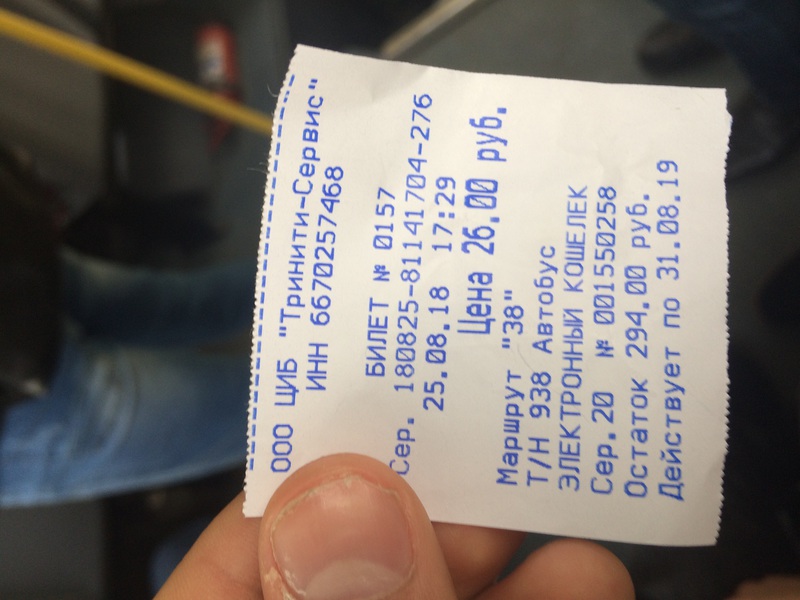 ООО ЦИБ "Тринити-Сервис"
ИНН 6670257468
БИЛЕТ № 0157
Сер. 180825-81141704-276
25.08.18 17:29
Цена 26.00 руб.
Маршрут "38"
Т/Н 938 Автобус
ЭЛЕКТРОННЫЙ КОШЕЛЕК
Сер.20 № 001550258
Остаток 294.00 руб.
Действует по 31.08.19